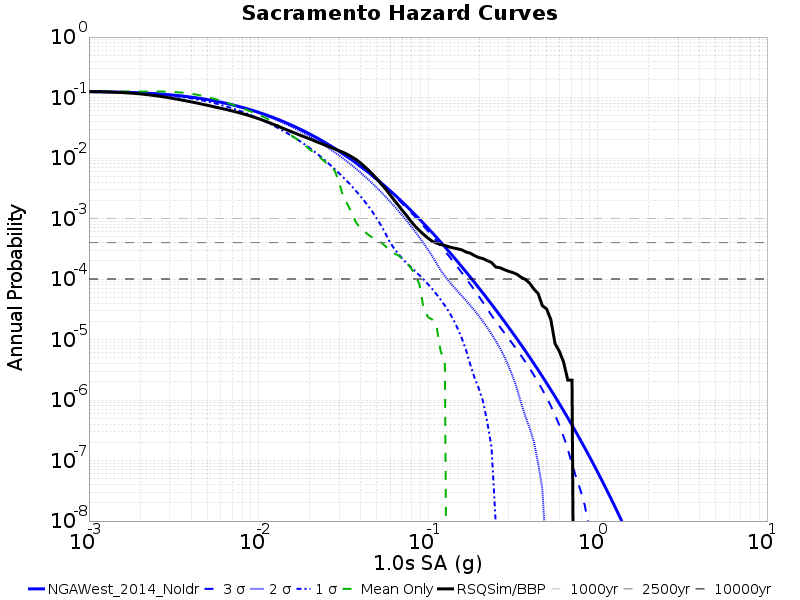 Sacramento Hazard Curves
10^0
10^-1
10^-2
10^-3
10^-4
10^-5
10^-6
10^-7
10^-8
Annual Probability
10^-3 10^-2 10^-1 10^0 10^1
1.0s SA (g)
NGAWest_2014_NoIdr 3 σ 2 σ 1 σ Mean Only RSQSim/BBP 1000yr 2500yr 10000yr